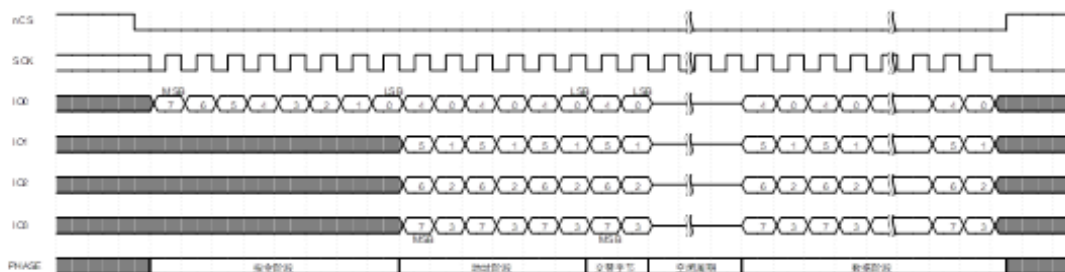 nCS
SCK
MSB LSB LSB LSB
IO0 7 6 5 4 3 2 1 0 4 0 4 0 4 0 4 0 4 0 4 0 4 0
IO1 5 1 5 1 5 1 5 1 5 1 5 1 5 1
IO2 6 2 6 2 6 2 6 2 6 2 6 2 6 2
IO3 7 3 7 3 7 3 7 3 7 3 7 3 7 3
MSB MSB
PHASE 指令阶段 地址阶段 交替字节 空闲周期 数据阶段